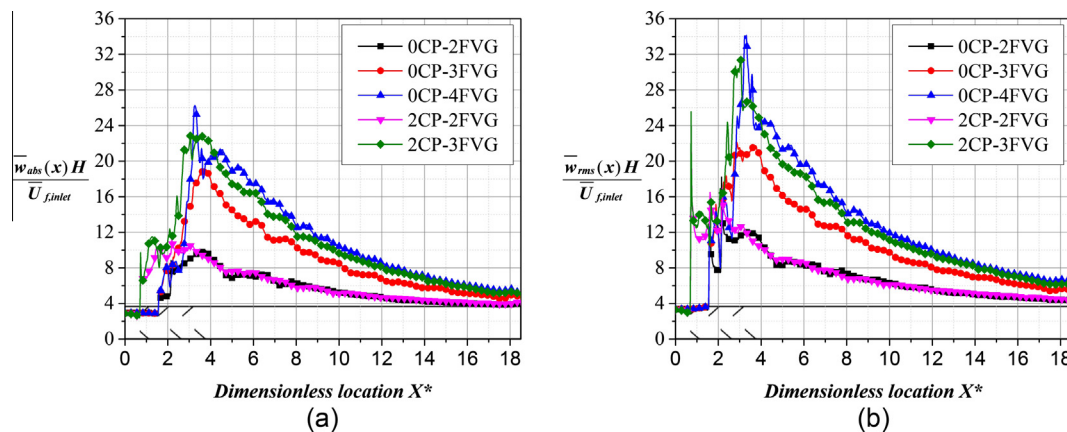 36
32
28
24
20
16
12
8
4
0
w̅abs(x) H
U̅f,inlet
0CP-2FVG
0CP-3FVG
0CP-4FVG
2CP-2FVG
2CP-3FVG
0 2 4 6 8 10 12 14 16 18
Dimensionless location X*
(a)
36
32
28
24
20
16
12
8
4
0
w̅rms(x) H
U̅f,inlet
0CP-2FVG
0CP-3FVG
0CP-4FVG
2CP-2FVG
2CP-3FVG
0 2 4 6 8 10 12 14 16 18
Dimensionless location X*
(b)